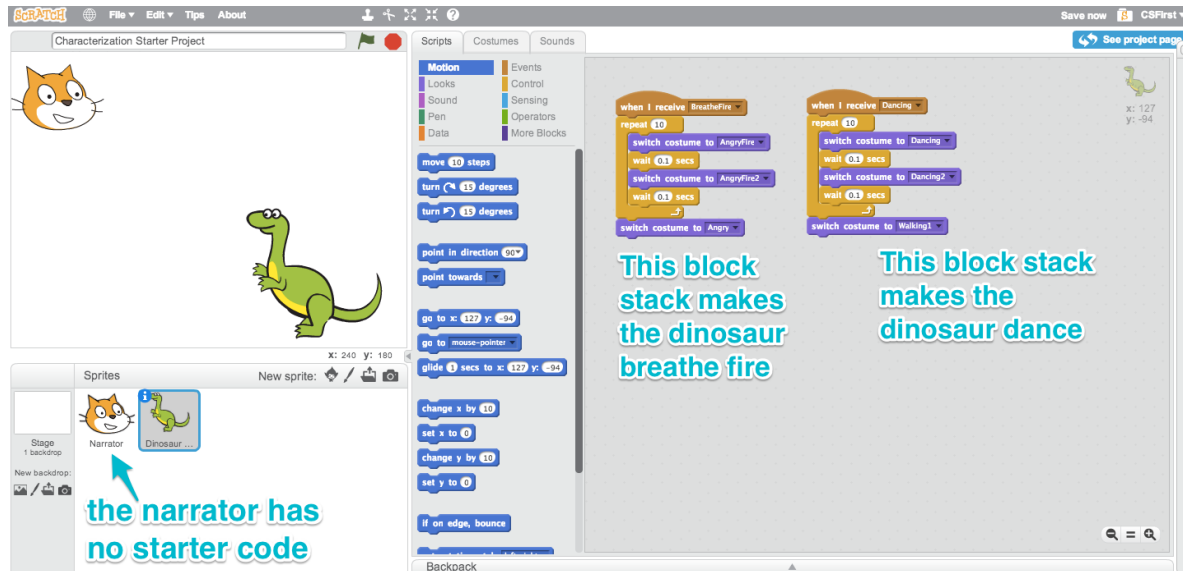 SCRATCH File Edit Tips About Save now CSFirst
Characterization Starter Project
Scripts Costumes Sounds
See project page
Motion Events
Looks Control
Sound Sensing
Pen Operators
Data More Blocks
move 10 steps
turn 15 degrees
turn 15 degrees
point in direction 90
point towards
go to x: 127 y: -94
go to mouse-pointer
glide 1 secs to x: 127 y: -94
change x by 10
set x to 0
change y by 10
set y to 0
if on edge, bounce
when I receive BreatheFire
repeat 10
switch costume to AngryFire
wait 0.1 secs
switch costume to AngryFire2
wait 0.1 secs
switch costume to Angry
This block
stack makes
the dinosaur
breathe fire
when I receive Dancing
repeat 10
switch costume to Dancing
wait 0.1 secs
switch costume to Dancing2
wait 0.1 secs
switch costume to Walking1
This block stack
makes the
dinosaur dance
x: 127
y: -94
X: 240 y: 180
Sprites New sprite:
Stage
1 backdrop
New backdrop:
Narrator
Dinosaur ...
the narrator has
no starter code
Backpack